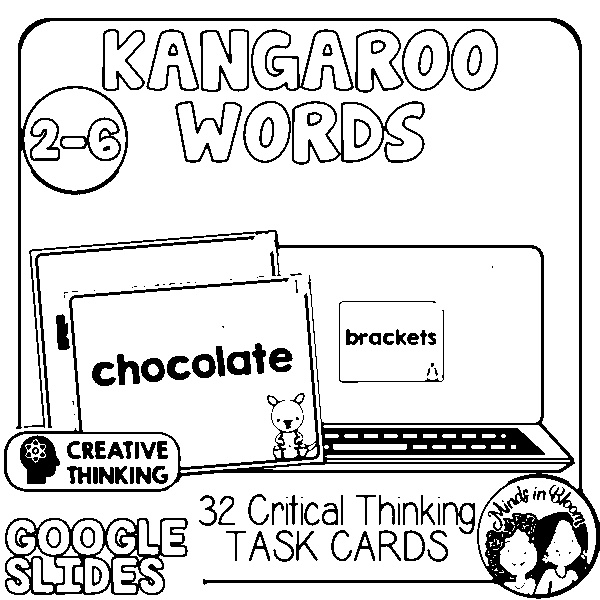 KANGAROO
WORDS
2-6
brackets
chocolate
CREATIVE
THINKING
32 Critical Thinking
TASK CARDS
GOOGLE
SLIDES
Minds in Bloom